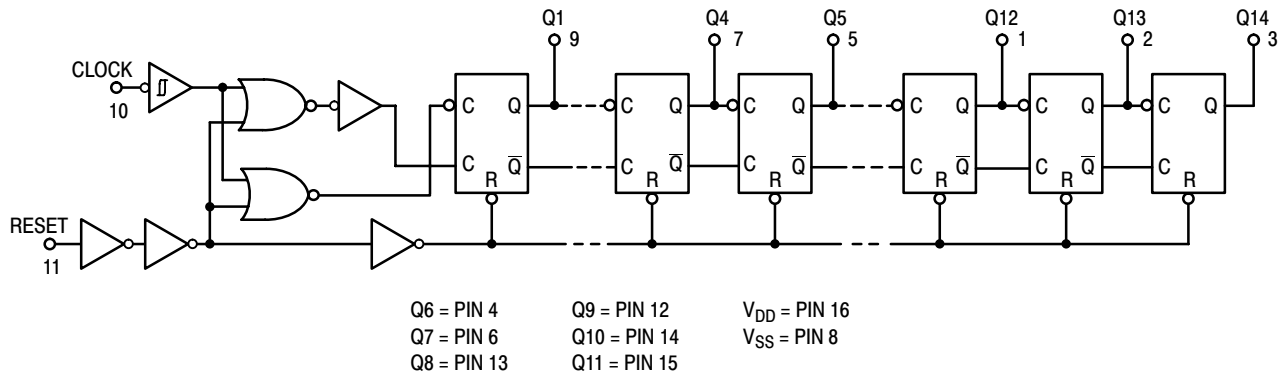 Q1 Q4 Q5 Q12 Q13 Q14
9 7 5 1 2 3
CLOCK
10
C Q C Q C Q C Q C Q C Q
C Q̅ C Q̅ C Q̅ C Q̅ C Q̅ C
R R R R R R
RESET
11
Q6 = PIN 4 Q9 = PIN 12 V_DD = PIN 16
Q7 = PIN 6 Q10 = PIN 14 V_SS = PIN 8
Q8 = PIN 13 Q11 = PIN 15